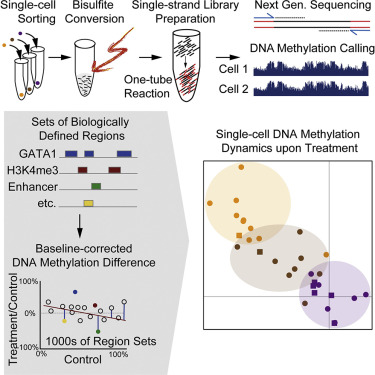 Single-cell
Sorting
Bisulfite
Conversion
Single-strand Library
Preparation
Next Gen. Sequencing
One-tube
Reaction
DNA Methylation Calling
Cell 1
Cell 2
Sets of Biologically
Defined Regions
GATA1
H3K4me3
Enhancer
etc.
Baseline-corrected
DNA Methylation Difference
Treatment/Control
100%
0%
100%
1000s of Region Sets
0%
Control
100%
Single-cell DNA Methylation
Dynamics upon Treatment